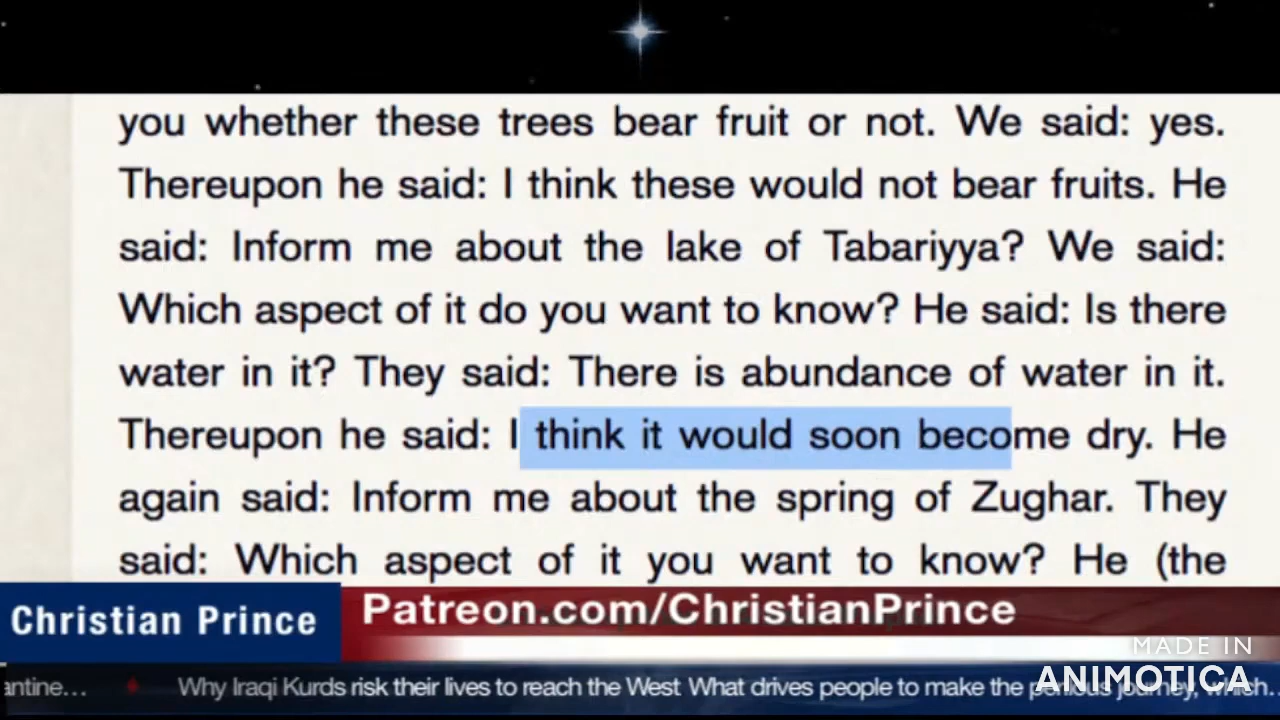 you whether these trees bear fruit or not. We said: yes.
Thereupon he said: I think these would not bear fruits. He
said: Inform me about the lake of Tabariyya? We said:
Which aspect of it do you want to know? He said: Is there
water in it? They said: There is abundance of water in it.
Thereupon he said: I think it would soon become dry. He
again said: Inform me about the spring of Zughar. They
said: Which aspect of it you want to know? He (the
Christian Prince
Patreon.com/ChristianPrince
MADE IN
ANIMOTICA
antine… Why Iraqi Kurds risk their lives to reach the West What drives people to make the perilous journey, which…